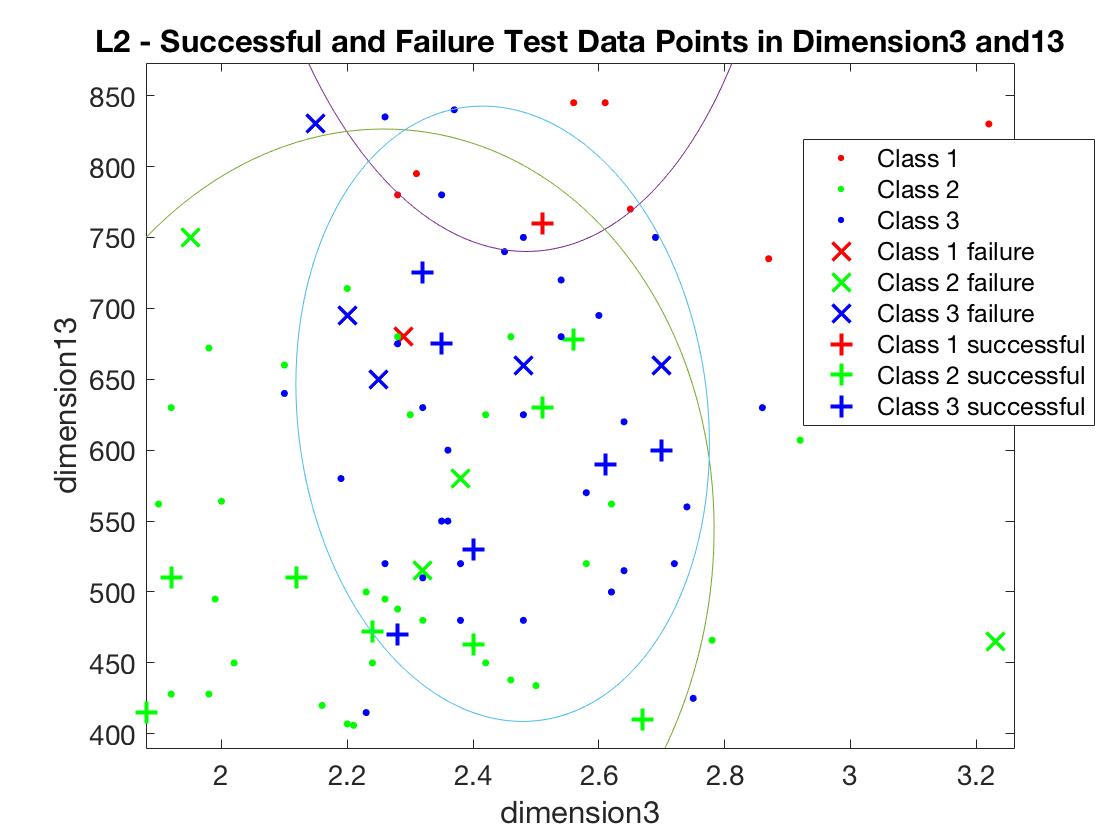 L2 - Successful and Failure Test Data Points in Dimension3 and13
850
800
750
700
650
600
550
500
450
400
dimension13
Class 1
Class 2
Class 3
Class 1 failure
Class 2 failure
Class 3 failure
Class 1 successful
Class 2 successful
Class 3 successful
2 2.2 2.4 2.6 2.8 3 3.2
dimension3